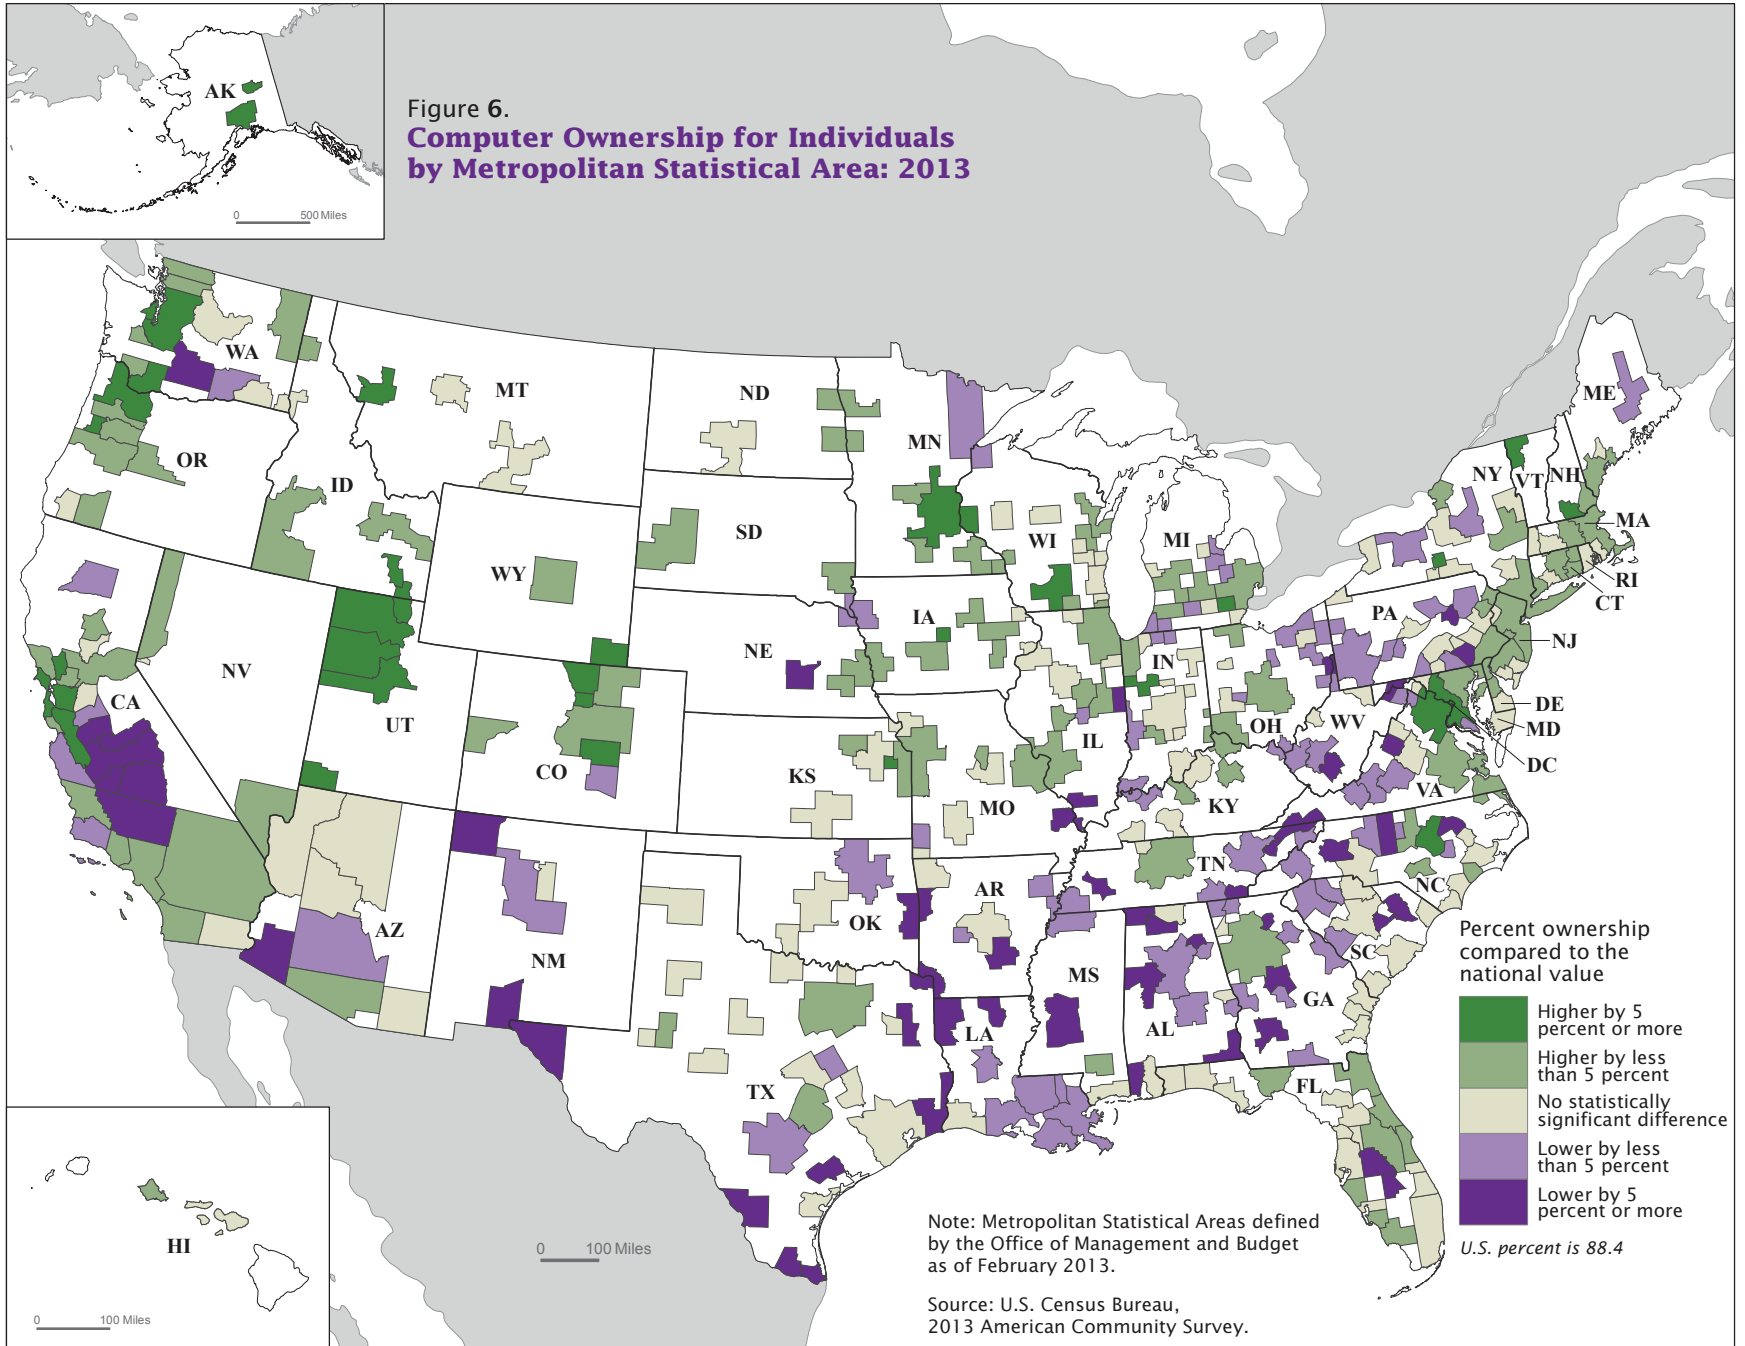 AK
0 500 Miles
Figure 6.
Computer Ownership for Individuals
by Metropolitan Statistical Area: 2013
WA
MT
ND
MN
ME
OR
ID
NY
VT
NH
SD
WI
MI
MA
WY
RI
CT
IA
PA
NE
NJ
NV
IN
CA
UT
OH
WV
DE
MD
IL
DC
CO
KS
MO
KY
VA
TN
NC
AZ
OK
AR
NM
MS
SC
GA
AL
LA
TX
FL
Percent ownership
compared to the
national value
Higher by 5
percent or more
Higher by less
than 5 percent
No statistically
significant difference
Lower by less
than 5 percent
Lower by 5
percent or more
U.S. percent is 88.4
HI
0 100 Miles
0 100 Miles
Note: Metropolitan Statistical Areas defined
by the Office of Management and Budget
as of February 2013.
Source: U.S. Census Bureau,
2013 American Community Survey.